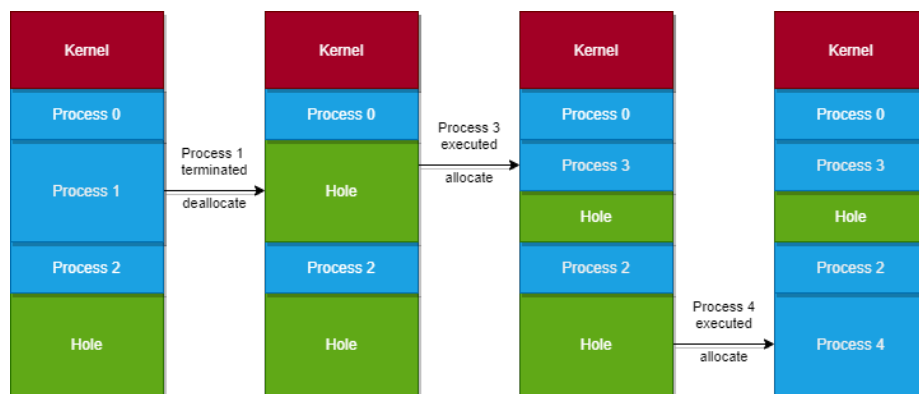 Kernel
Process 0
Process 1
Process 2
Hole
Process 1
terminated
deallocate
Kernel
Process 0
Hole
Process 2
Hole
Process 3
executed
allocate
Kernel
Process 0
Process 3
Hole
Process 2
Hole
Process 4
executed
allocate
Kernel
Process 0
Process 3
Hole
Process 2
Process 4